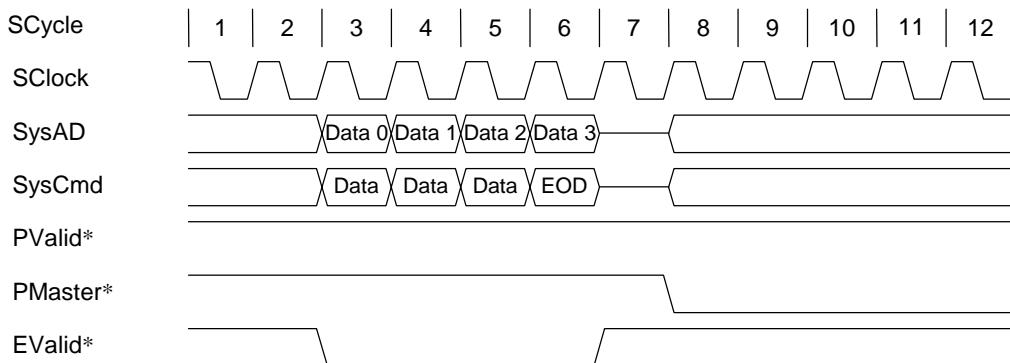 SCycle 1 2 3 4 5 6 7 8 9 10 11 12
SClock
SysAD Data 0 Data 1 Data 2 Data 3
SysCmd Data Data Data EOD
PValid*
PMaster*
EValid*